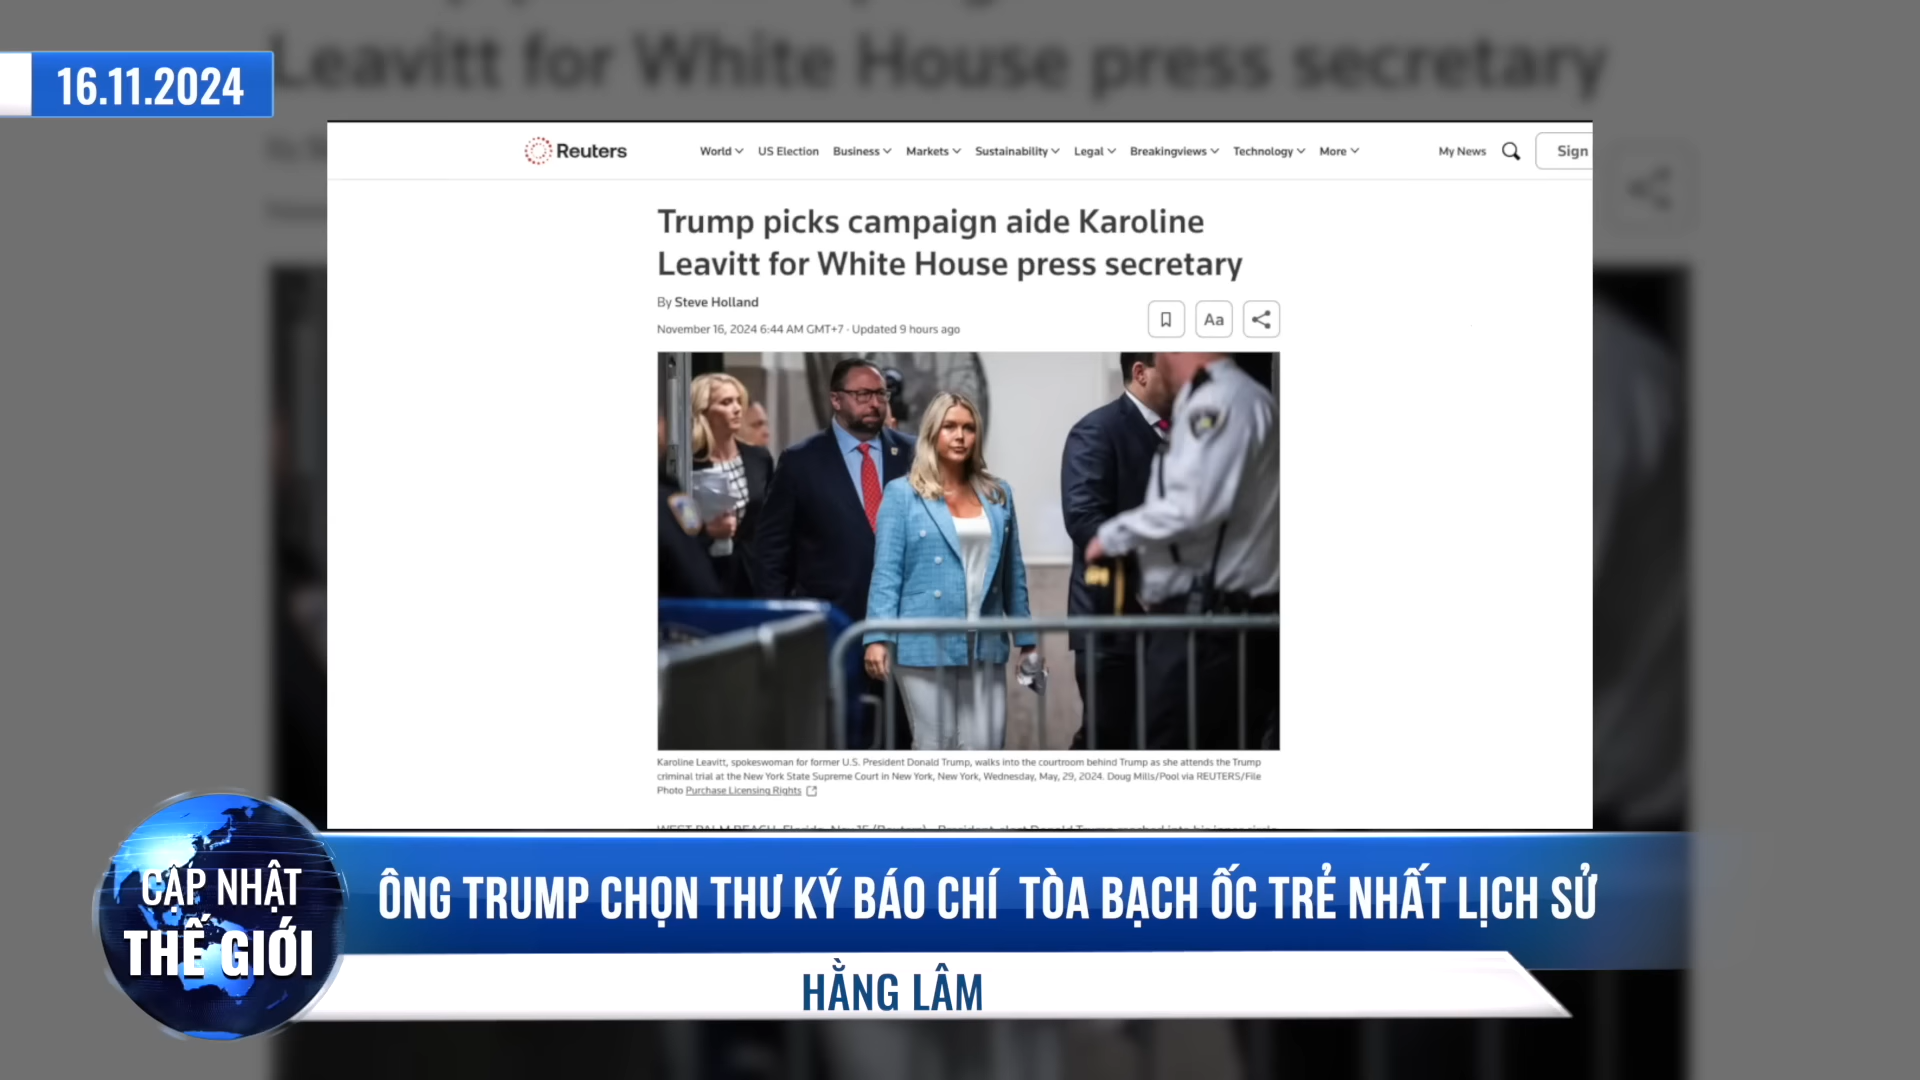 Leavitt for White House press secretary
16.11.2024
Reuters
World US Election Business Markets Sustainability Legal Breakingviews Technology More My News Sign
Trump picks campaign aide Karoline
Leavitt for White House press secretary
By Steve Holland
November 16, 2024 6:44 AM GMT+7 · Updated 9 hours ago
Aa
Karoline Leavitt, spokeswoman for former U.S. President Donald Trump, walks into the courtroom behind Trump as she attends the Trump
criminal trial at the New York State Supreme Court in New York, New York, Wednesday, May, 29, 2024. Doug Mills/Pool via REUTERS/File
Photo Purchase Licensing Rights
CẬP NHẬT
THẾ GIỚI
ÔNG TRUMP CHỌN THƯ KÝ BÁO CHÍ TÒA BẠCH ỐC TRẺ NHẤT LỊCH SỬ
HẰNG LÂM